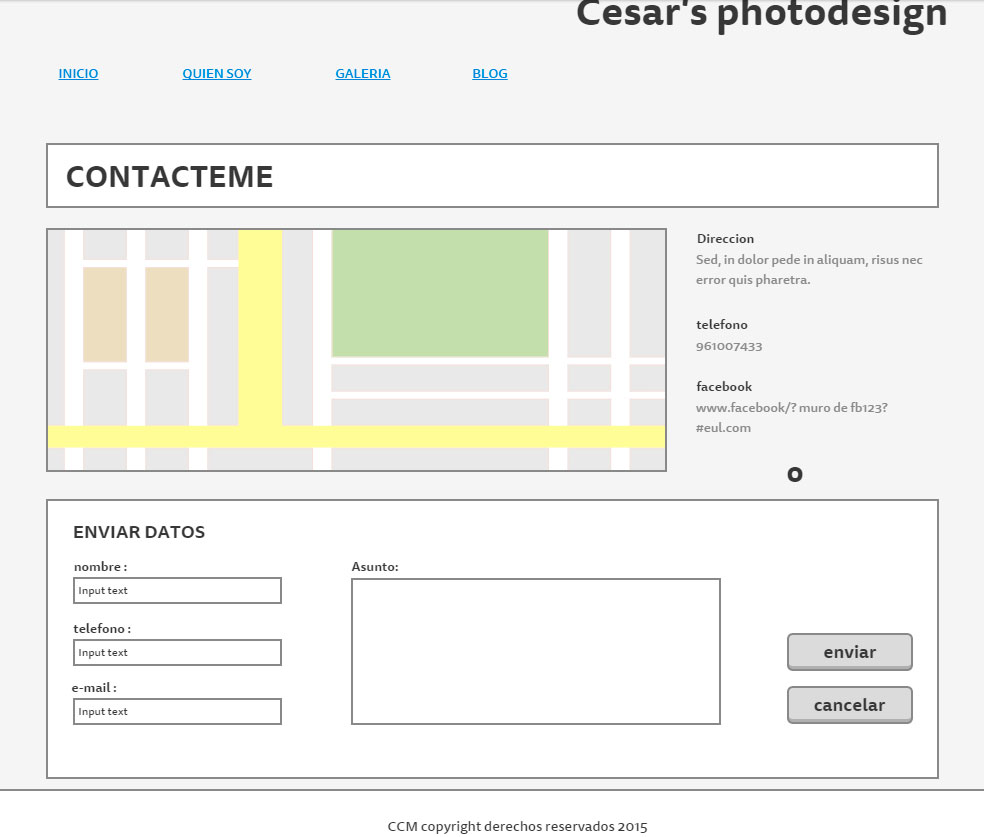 Cesar's photodesign
INICIO QUIEN SOY GALERIA BLOG
CONTACTEME
Direccion
Sed, in dolor pede in aliquam, risus nec
error quis pharetra.
telefono
961007433
facebook
www.facebook/? muro de fb123?
#eul.com
o
ENVIAR DATOS
nombre :
Input text
telefono :
Input text
e-mail :
Input text
Asunto:
enviar
cancelar
CCM copyright derechos reservados 2015